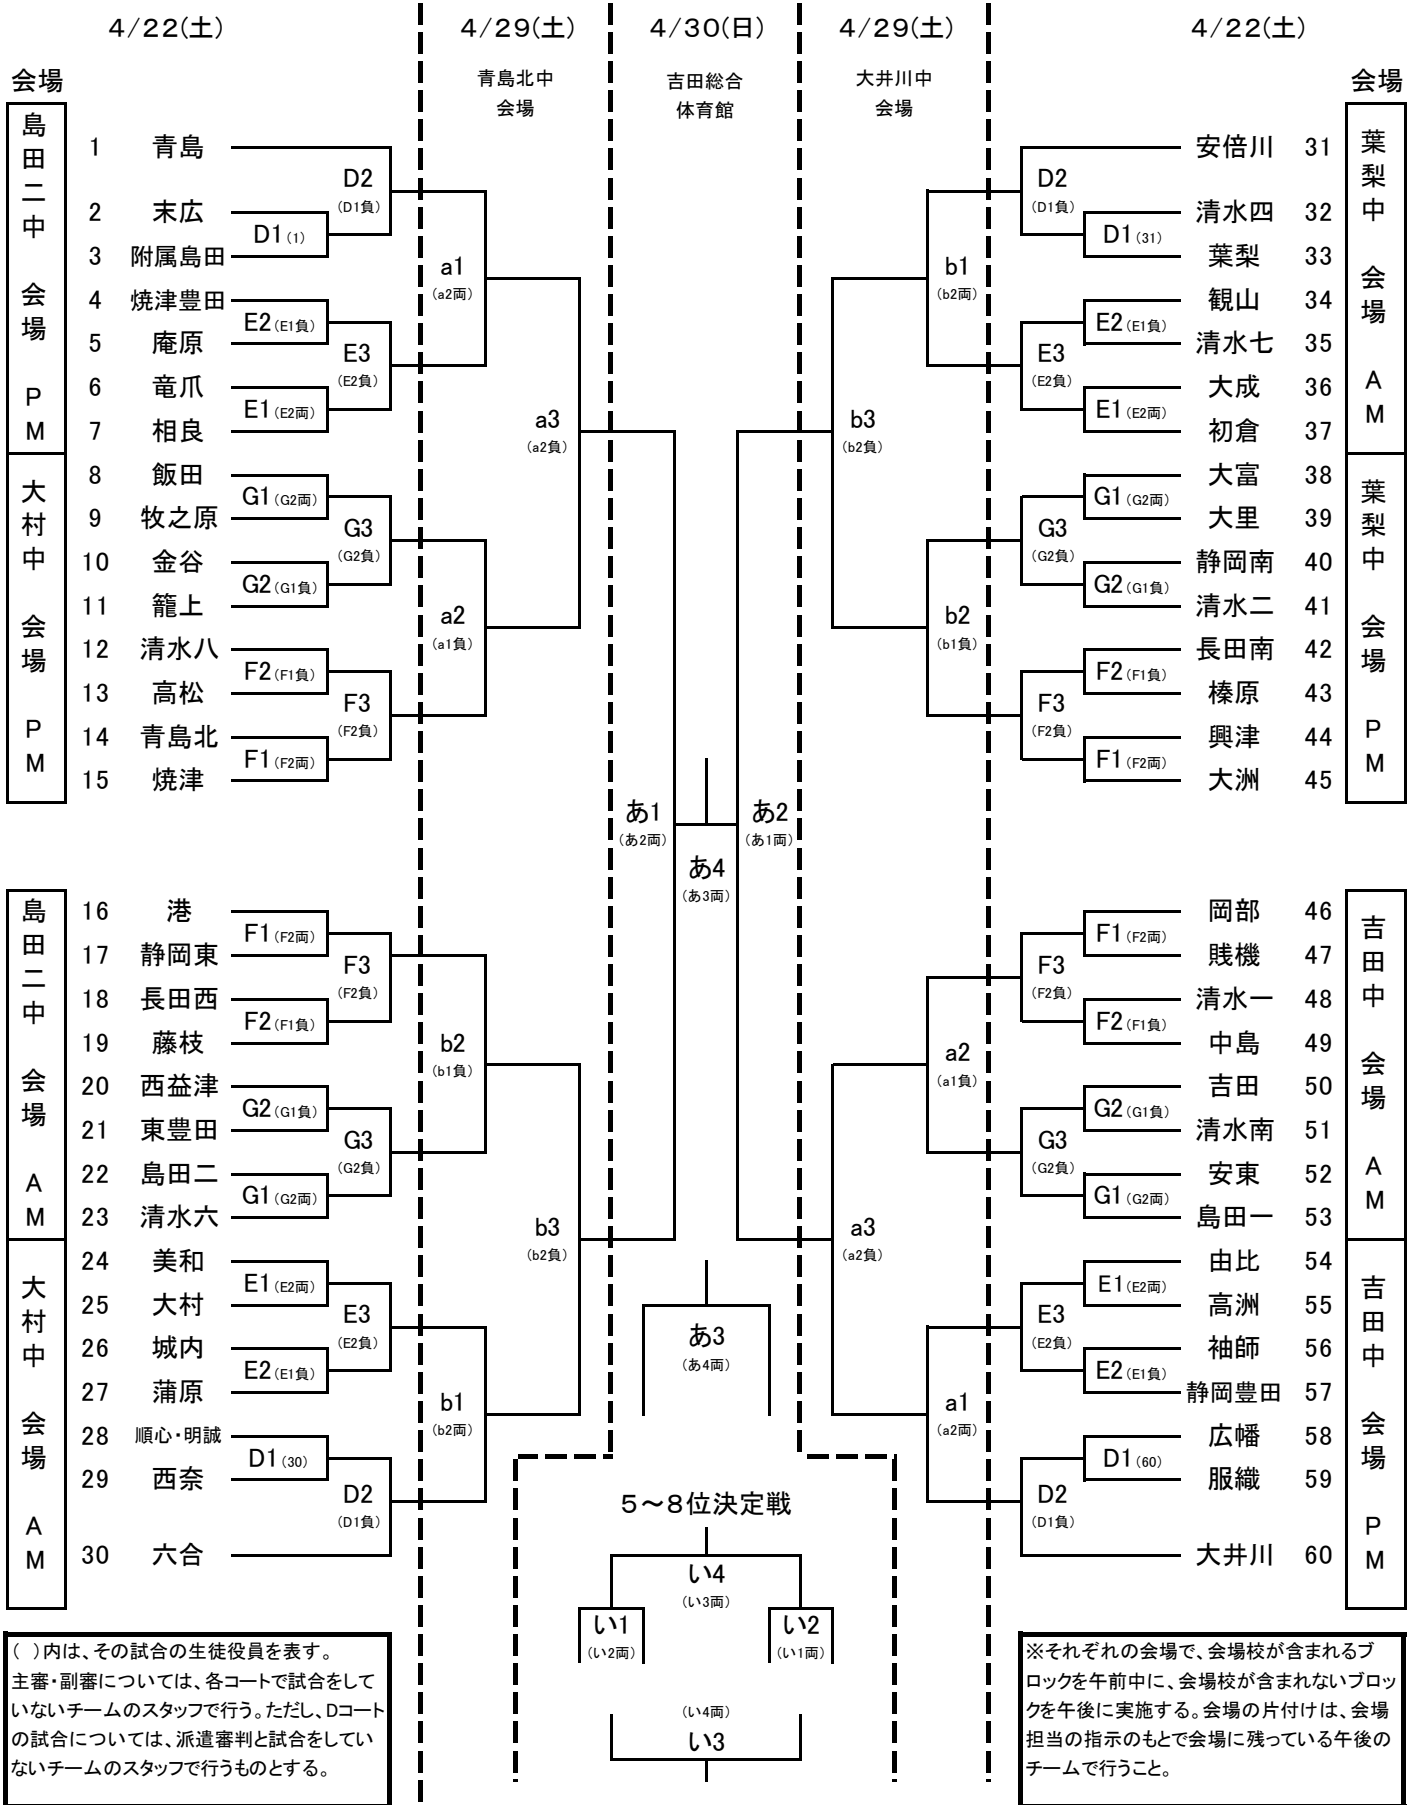 4/22(土) 4/29(土) 4/30(日) 4/29(土) 4/22(土)
会場 青島北中 会場 吉田総合 体育館 大井川中 会場 会場
島田二中 会場 PM
1 青島
2 末広
3 附属島田
4 焼津豊田
5 庵原
6 竜爪
7 相良
D2
(D1負)
D1(1)
E2(E1負)
E3
(E2負)
E1(E2両)
大村中 会場 PM
8 飯田
9 牧之原
10 金谷
11 籠上
12 清水八
13 高松
14 青島北
15 焼津
G1(G2両)
G3
(G2負)
G2(G1負)
F2(F1負)
F3
(F2負)
F1(F2両)
a1
(a2両)
a3
(a2負)
a2
(a1負)
島田二中 会場 AM
16 港
17 静岡東
18 長田西
19 藤枝
20 西益津
21 東豊田
22 島田二
23 清水六
F1(F2両)
F3
(F2負)
F2(F1負)
G2(G1負)
G3
(G2負)
G1(G2両)
大村中 会場 AM
24 美和
25 大村
26 城内
27 蒲原
28 順心・明誠
29 西奈
30 六合
E1(E2両)
E3
(E2負)
E2(E1負)
D1(30)
D2
(D1負)
b2
(b1負)
b3
(b2負)
b1
(b2両)
あ1
(あ2両)
あ2
(あ1両)
あ4
(あ3両)
あ3
(あ4両)
葉梨中 会場 AM
安倍川 31
清水四 32
葉梨 33
観山 34
清水七 35
大成 36
初倉 37
D2
(D1負)
D1(31)
E2(E1負)
E3
(E2負)
E1(E2両)
葉梨中 会場 PM
大富 38
大里 39
静岡南 40
清水二 41
長田南 42
榛原 43
興津 44
大洲 45
G1(G2両)
G3
(G2負)
G2(G1負)
F2(F1負)
F3
(F2負)
F1(F2両)
b1
(b2両)
b3
(b2負)
b2
(b1負)
吉田中 会場 AM
岡部 46
賎機 47
清水一 48
中島 49
吉田 50
清水南 51
安東 52
島田一 53
F1(F2両)
F3
(F2負)
F2(F1負)
G2(G1負)
G3
(G2負)
G1(G2両)
吉田中 会場 PM
由比 54
高洲 55
袖師 56
静岡豊田 57
広幡 58
服織 59
大井川 60
E1(E2両)
E3
(E2負)
E2(E1負)
D1(60)
D2
(D1負)
a2
(a1負)
a3
(a2負)
a1
(a2両)
5～8位決定戦
い4
(い3両)
い1
(い2両)
い2
(い1両)
(い4両)
い3
( )内は、その試合の生徒役員を表す。
主審・副審については、各コートで試合をして
いないチームのスタッフで行う。ただし、Dコート
の試合については、派遣審判と試合をしてい
ないチームのスタッフで行うものとする。
※それぞれの会場で、会場校が含まれるブ
ロックを午前中に、会場校が含まれないブロッ
クを午後に実施する。会場の片付けは、会場
担当の指示のもとで会場に残っている午後の
チームで行うこと。